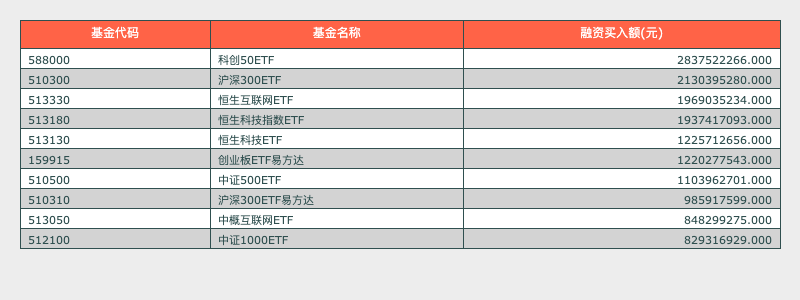 基金代码 基金名称 融资买入额(元)
588000 科创50ETF 2837522266.000
510300 沪深300ETF 2130395280.000
513330 恒生互联网ETF 1969035234.000
513180 恒生科技指数ETF 1937417093.000
513130 恒生科技ETF 1225712656.000
159915 创业板ETF易方达 1220277543.000
510500 中证500ETF 1103962701.000
510310 沪深300ETF易方达 985917599.000
513050 中概互联网ETF 848299275.000
512100 中证1000ETF 829316929.000